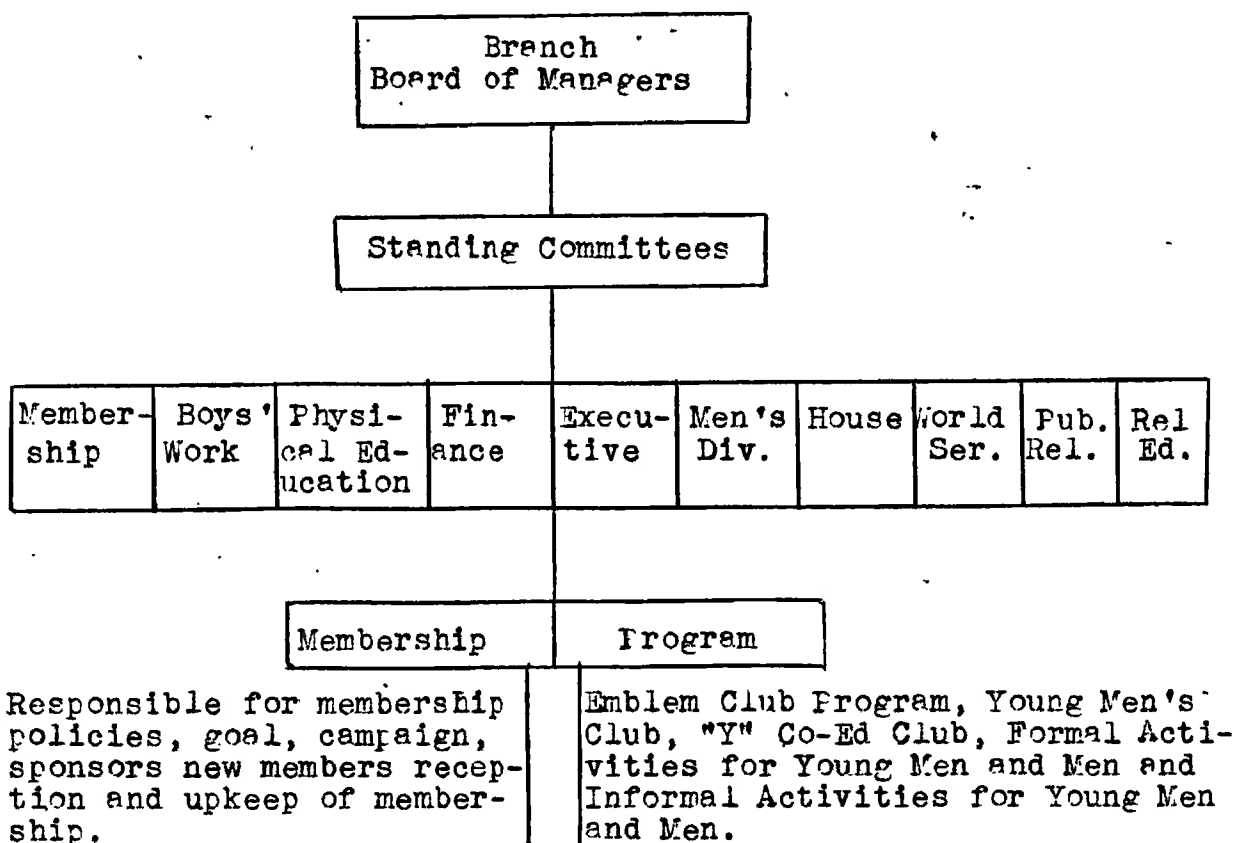 Branch
Board of Managers
Standing Committees
Member-
ship
Boys'
Work
Physi-
cal Ed-
ucation
Fin-
ance
Execu-
tive
Men's
Div.
House
World
Ser.
Pub.
Rel.
Rel
Ed.
Membership
Program
Responsible for membership
policies, goal, campaign,
sponsors new members recep-
tion and upkeep of member-
ship.
Emblem Club Program, Young Men's
Club, "Y" Co-Ed Club, Formal Acti-
vities for Young Men and Men and
Informal Activities for Young Men
and Men.